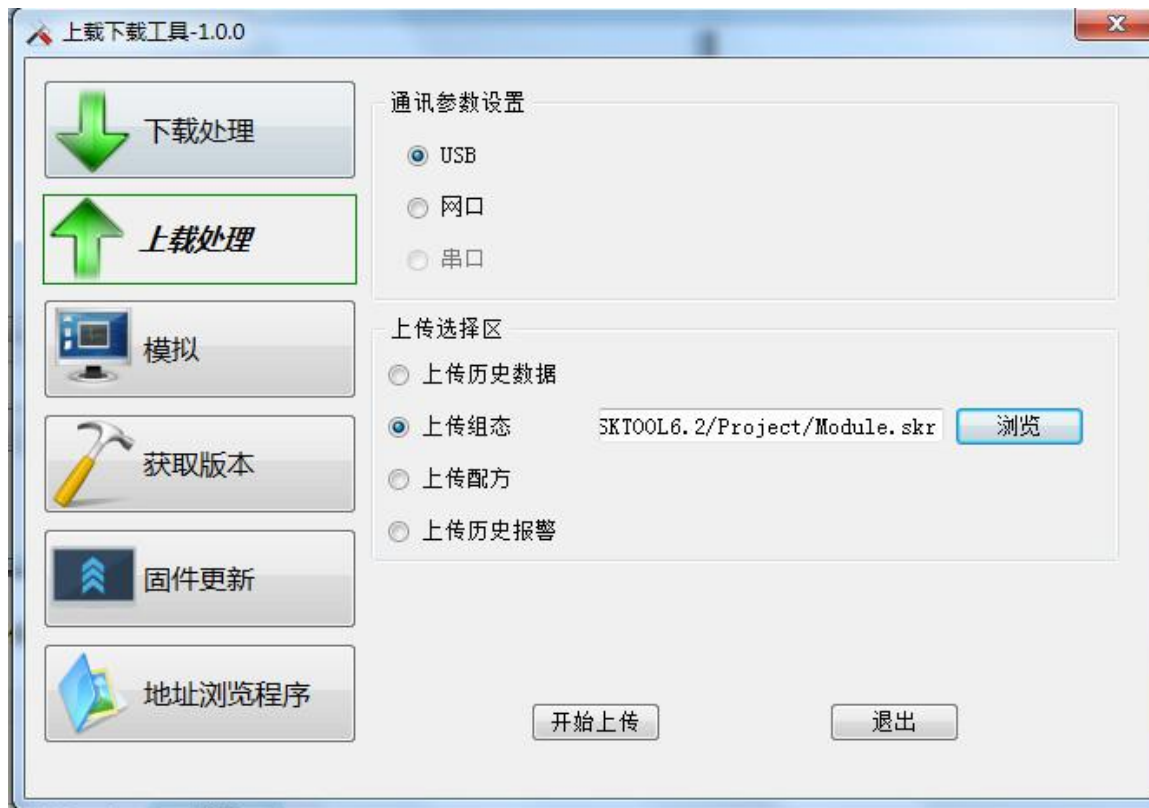 上载下载工具-1.0.0
下载处理
上载处理
模拟
获取版本
固件更新
地址浏览程序
通讯参数设置
USB
网口
串口
上传选择区
上传历史数据
上传组态 SKTOOL6.2/Project/Module.skr 浏览
上传配方
上传历史报警
开始上传 退出